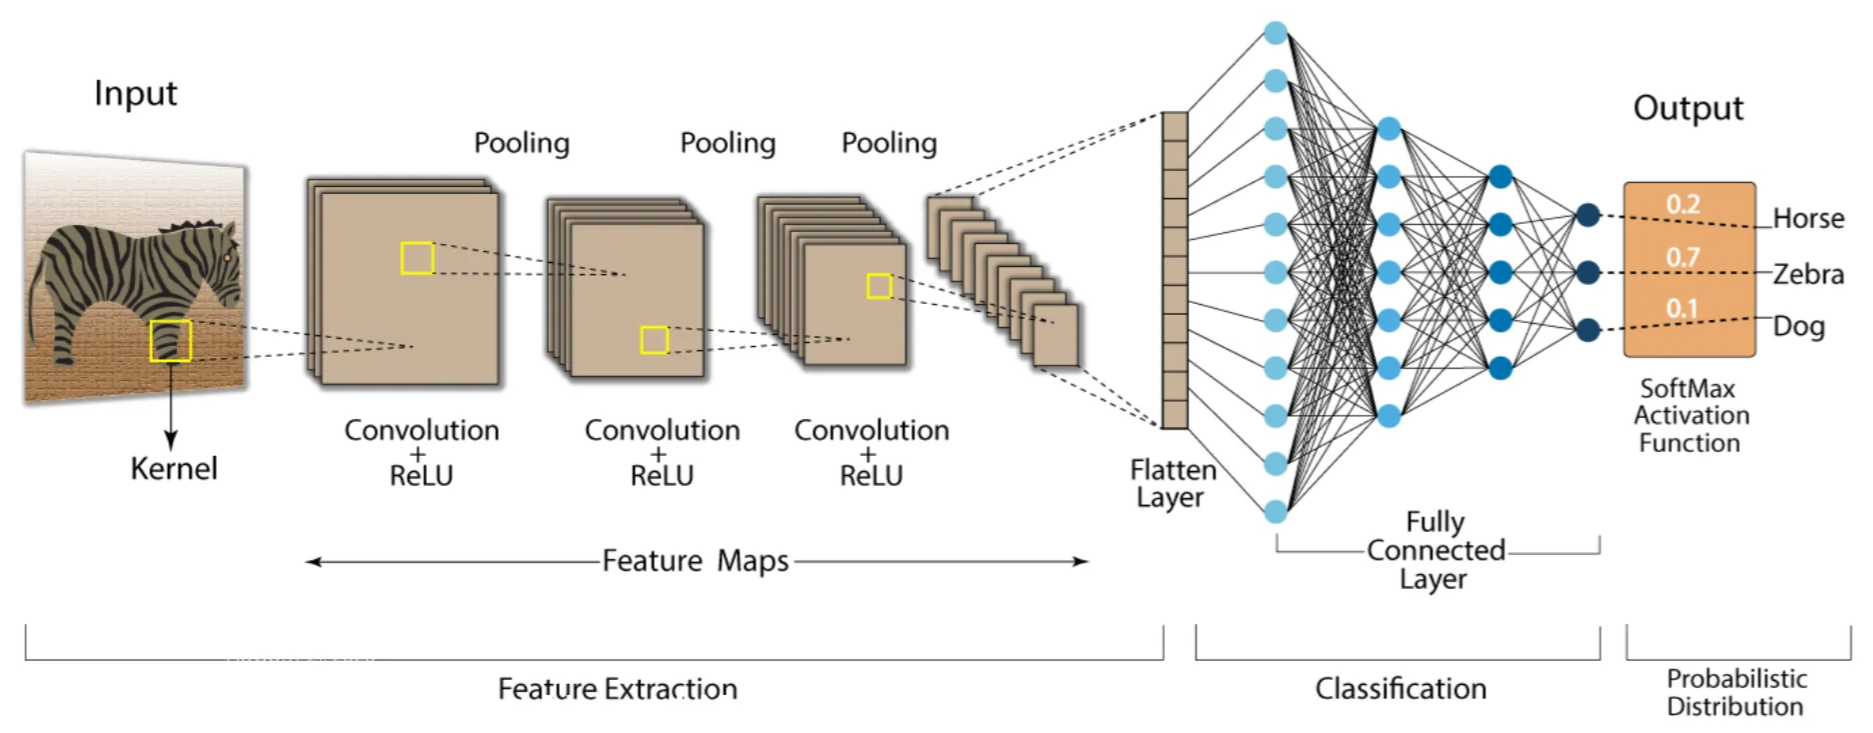 Input
Kernel
Pooling
Pooling
Pooling
Convolution
+
ReLU
Convolution
+
ReLU
Convolution
+
ReLU
Feature Maps
Flatten
Layer
Fully
Connected
Layer
Output
0.2
Horse
0.7
Zebra
0.1
Dog
SoftMax
Activation
Function
Feature Extraction
Classification
Probabilistic
Distribution